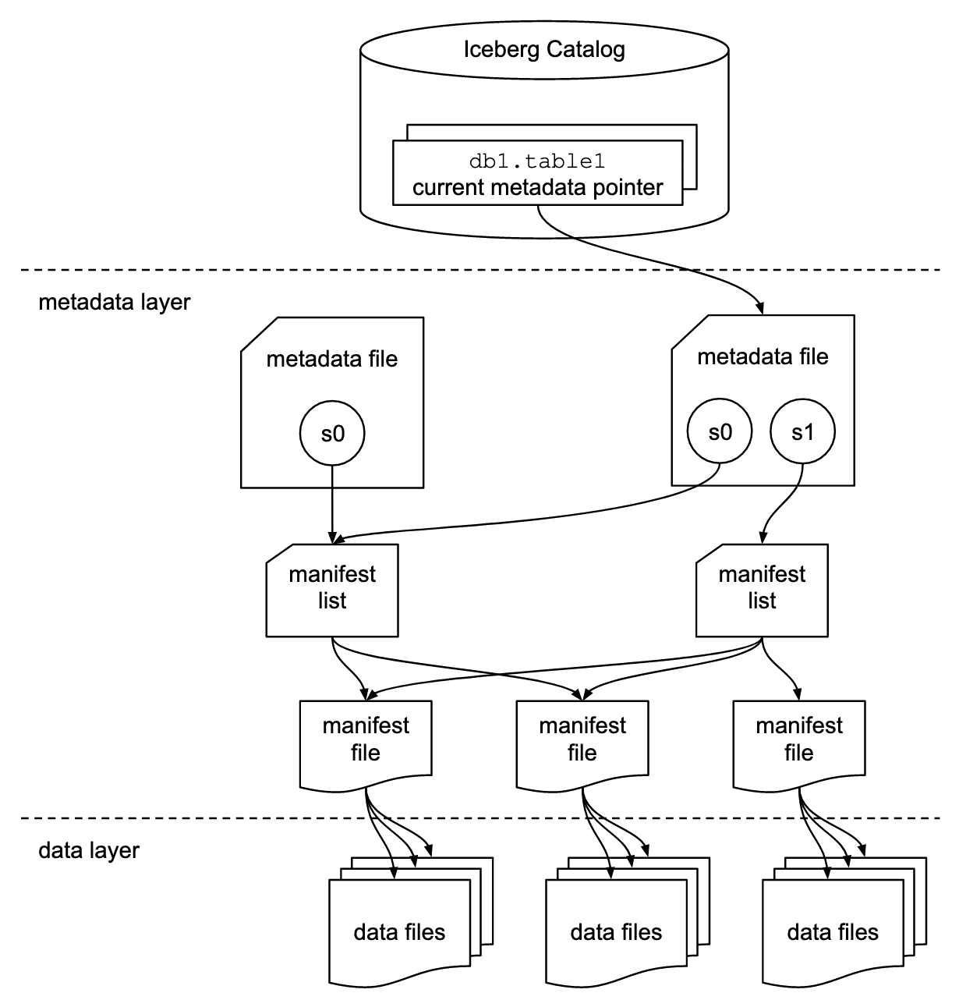 Iceberg Catalog
db1.table1
current metadata pointer
metadata layer
metadata file
s0
metadata file
s0
s1
manifest
list
manifest
list
manifest
file
manifest
file
manifest
file
data layer
data files
data files
data files